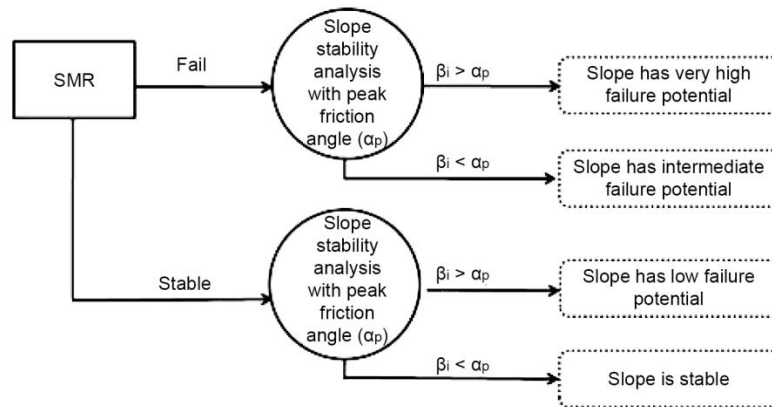 SMR
Fail
Slope
stability
analysis
with peak
friction
angle (αp)
βi > αp
Slope has very high
failure potential
βi < αp
Slope has intermediate
failure potential
Stable
Slope
stability
analysis
with peak
friction
angle (αp)
βi > αp
Slope has low failure
potential
βi < αp
Slope is stable